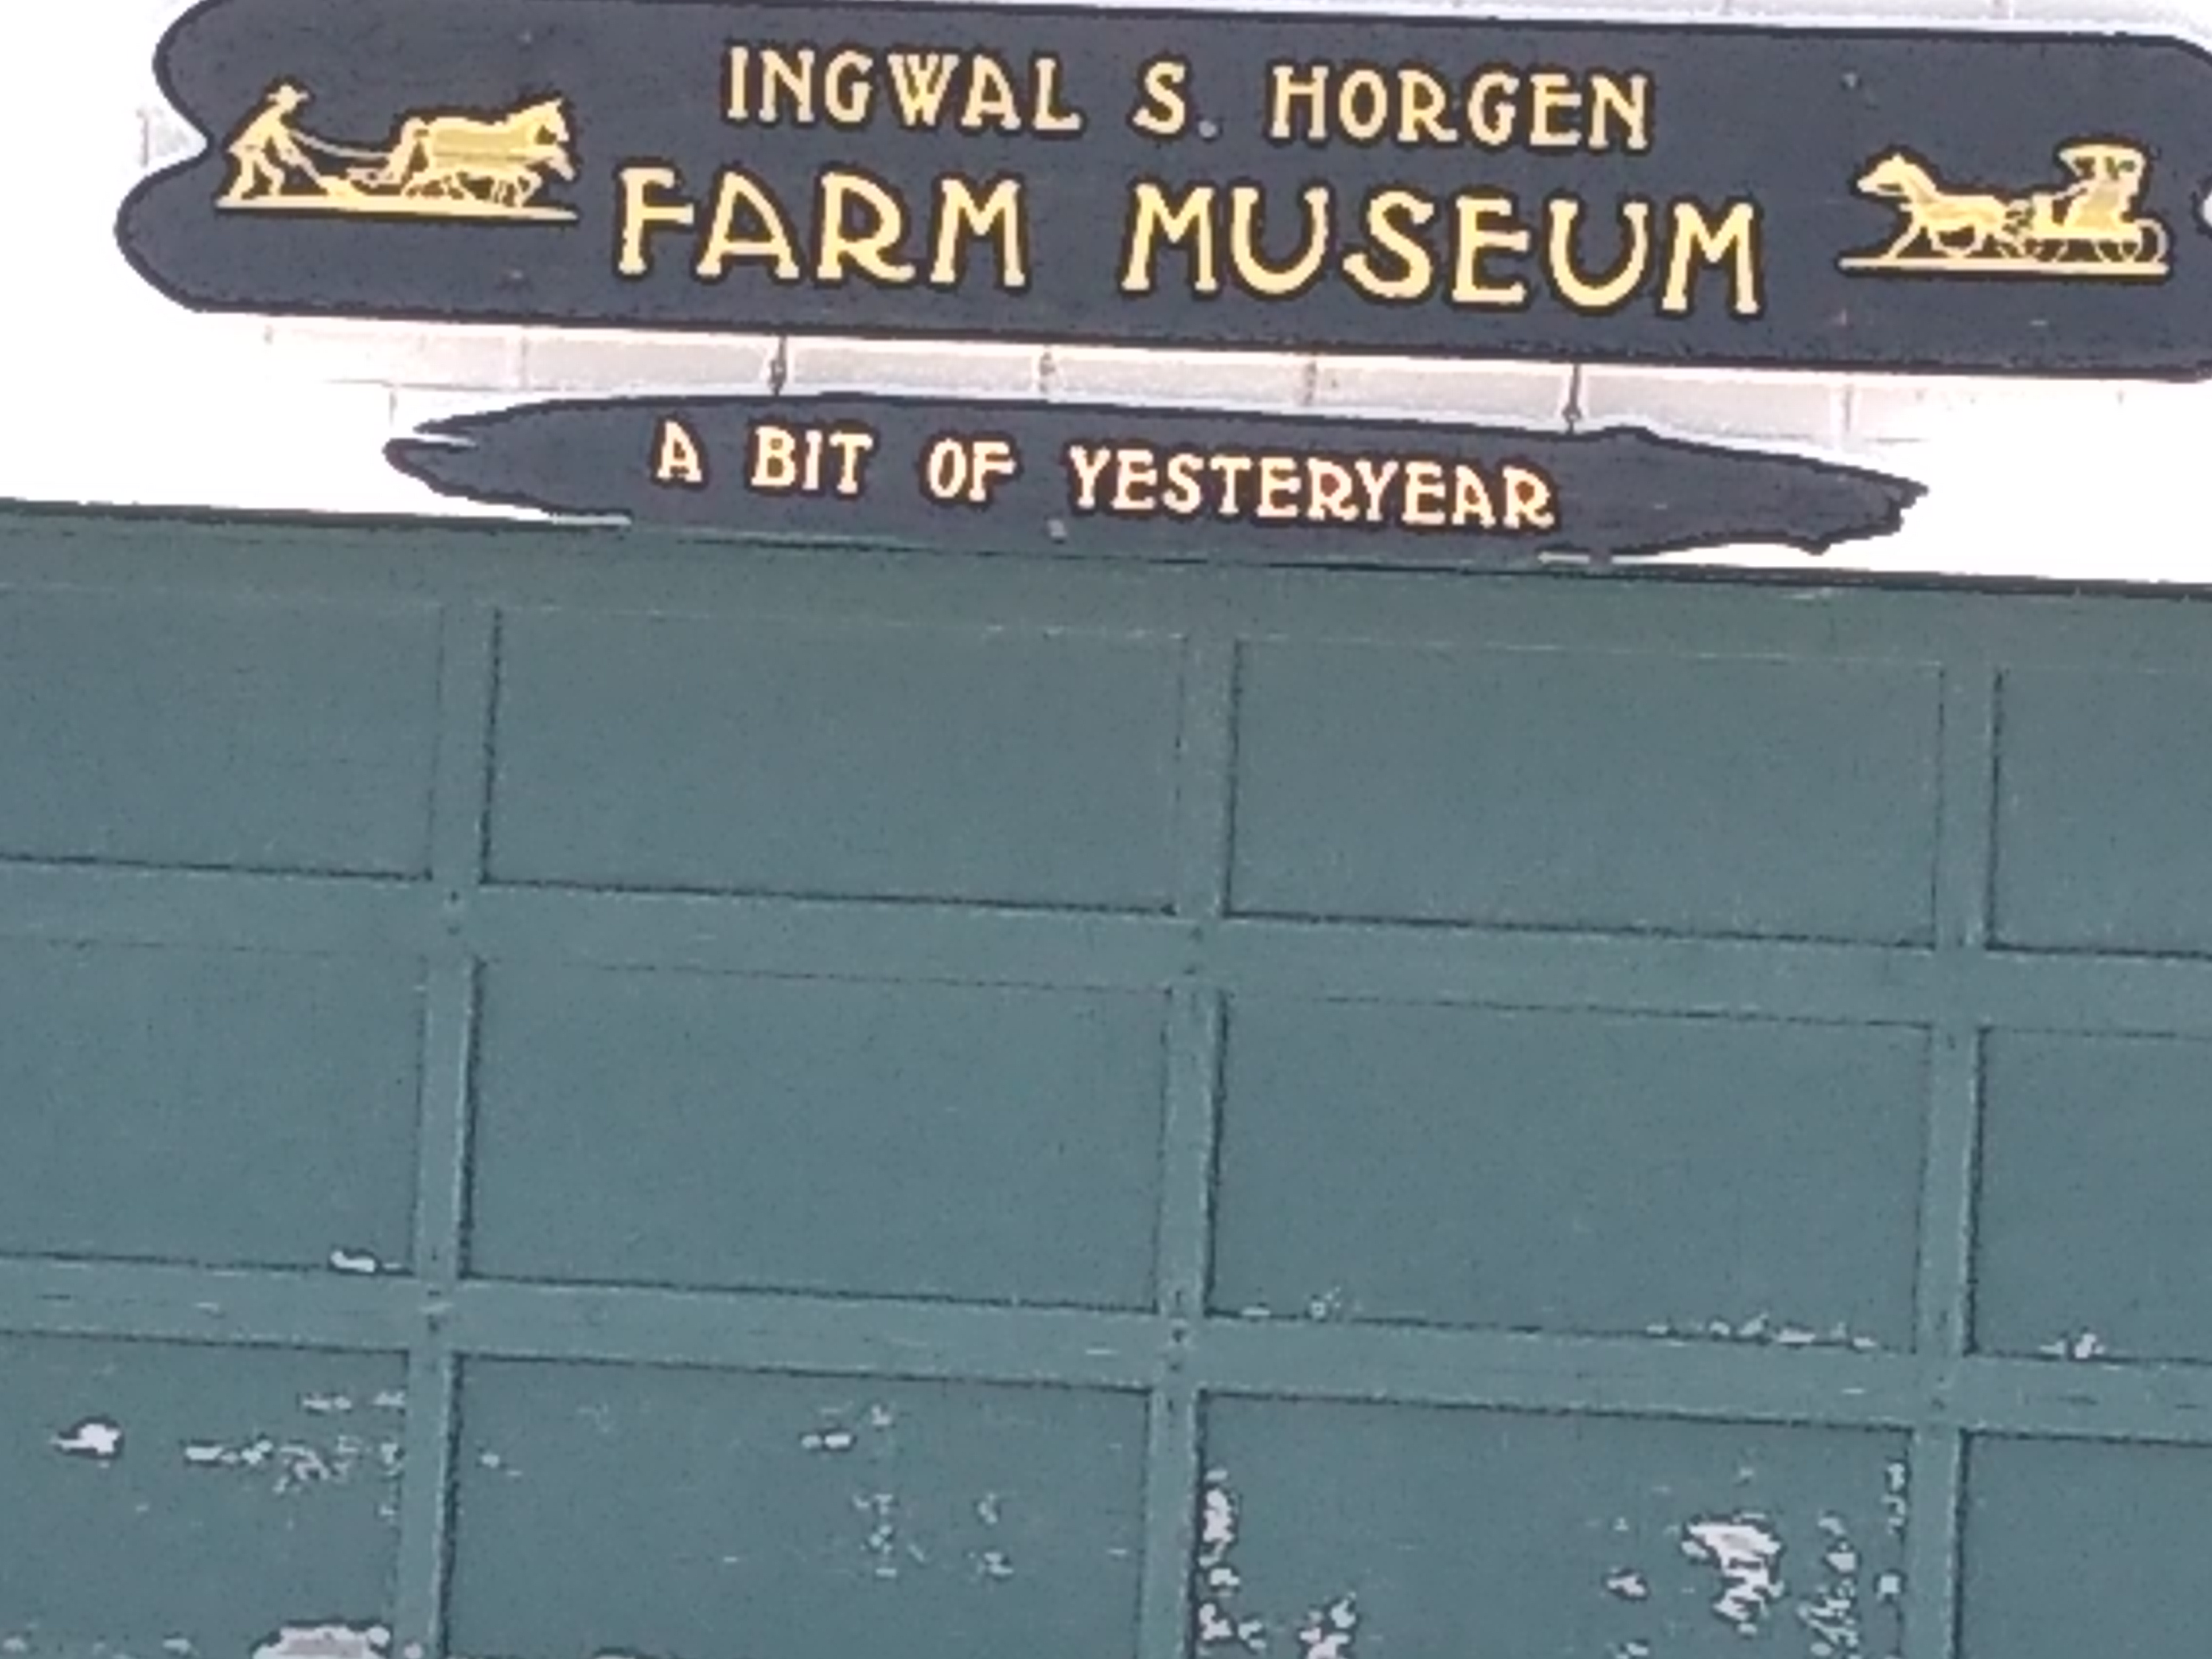 INGWAL S. HORGEN
FARM MUSEUM
A BIT OF YESTERYEAR